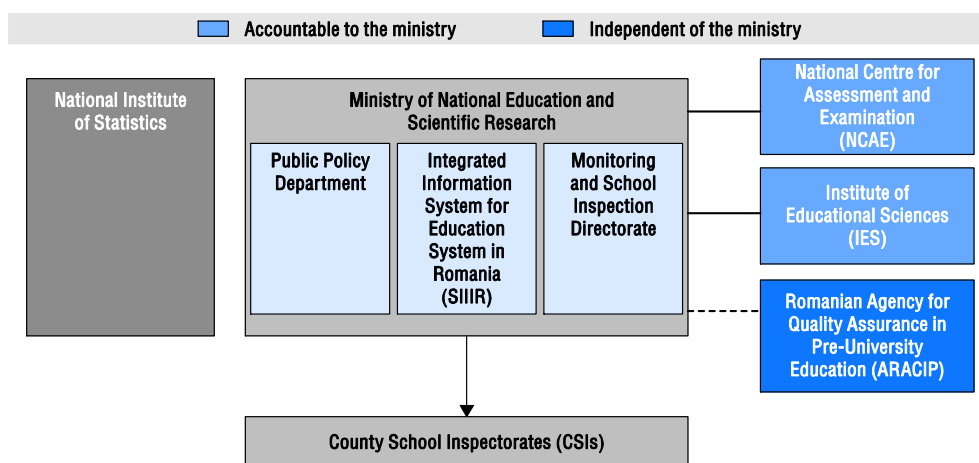 Accountable to the ministry
Independent of the ministry
National Institute
of Statistics
Ministry of National Education and
Scientific Research
Public Policy
Department
Integrated
Information
System for
Education
System in
Romania
(SIIIR)
Monitoring
and School
Inspection
Directorate
National Centre for
Assessment and
Examination
(NCAE)
Institute of
Educational Sciences
(IES)
Romanian Agency for
Quality Assurance in
Pre-University
Education (ARACIP)
County School Inspectorates (CSIs)